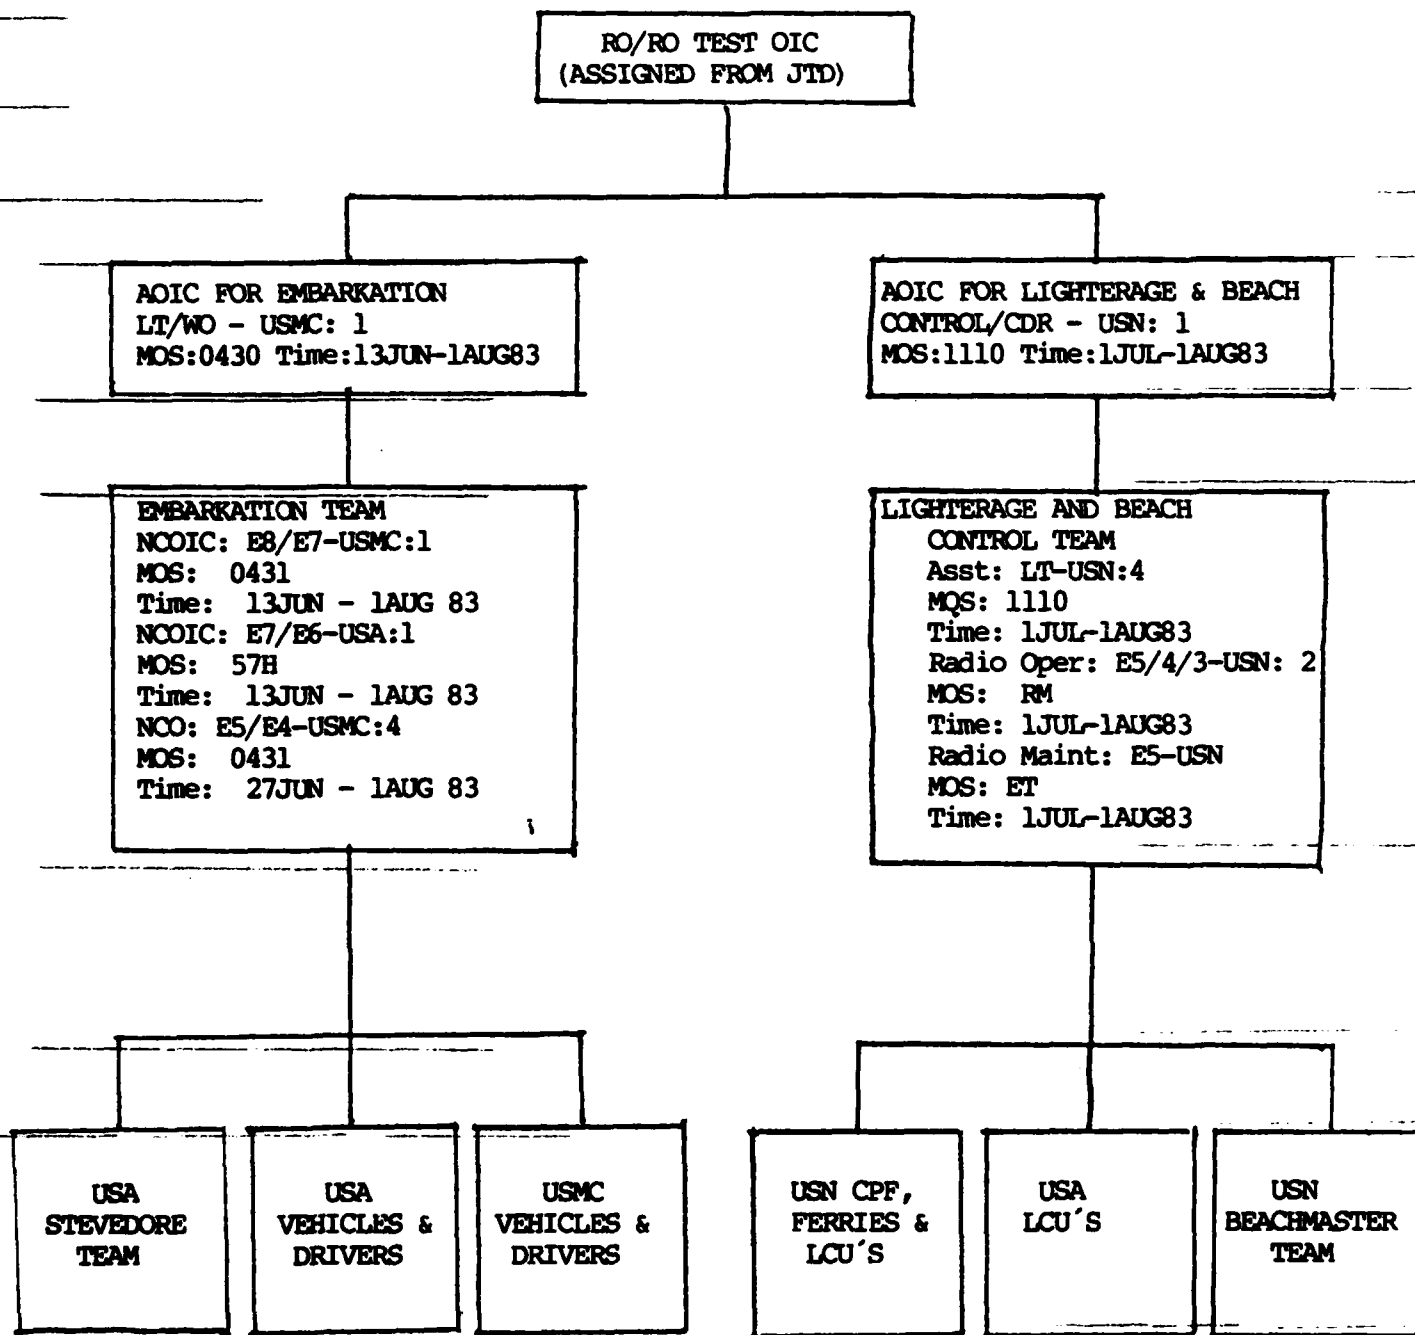 RO/RO TEST OIC
(ASSIGNED FROM JTD)
AOIC FOR EMBARKATION
LT/WO - USMC: 1
MOS:0430 Time:13JUN-1AUG83
AOIC FOR LIGHTERAGE & BEACH
CONTROL/CDR - USN: 1
MOS:1110 Time:1JUL-1AUG83
EMBARKATION TEAM
NCOIC: E8/E7-USMC:1
MOS: 0431
Time: 13JUN - 1AUG 83
NCOIC: E7/E6-USA:1
MOS: 57H
Time: 13JUN - 1AUG 83
NCO: E5/E4-USMC:4
MOS: 0431
Time: 27JUN - 1AUG 83
LIGHTERAGE AND BEACH
CONTROL TEAM
Asst: LT-USN:4
MQS: 1110
Time: 1JUL-1AUG83
Radio Oper: E5/4/3-USN: 2
MOS: RM
Time: 1JUL-1AUG83
Radio Maint: E5-USN
MOS: ET
Time: 1JUL-1AUG83
USA
STEVEDORE
TEAM
USA
VEHICLES &
DRIVERS
USMC
VEHICLES &
DRIVERS
USN CPF,
FERRIES &
LCU´S
USA
LCU´S
USN
BEACHMASTER
TEAM